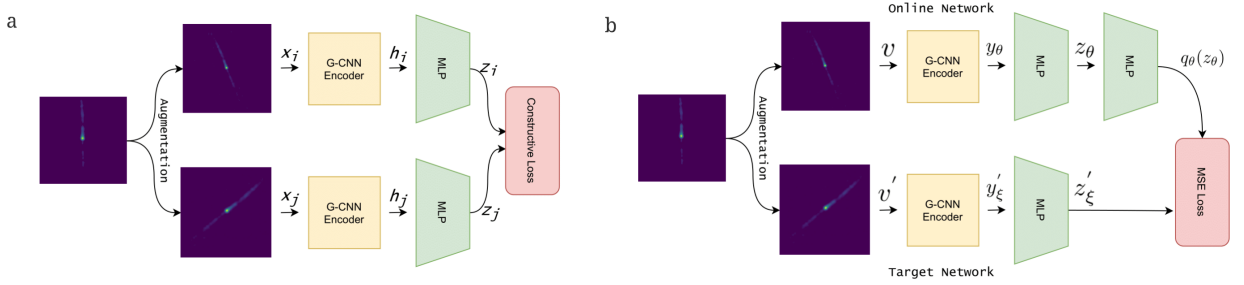 a
Augmentation
x_i
G-CNN
Encoder
h_i
MLP
z_i
x_j
G-CNN
Encoder
h_j
MLP
z_j
Constructive Loss
b
Online Network
Augmentation
v
G-CNN
Encoder
y_θ
MLP
z_θ
MLP
q_θ(z_θ)
v'
G-CNN
Encoder
y'_ξ
MLP
z'_ξ
MSE Loss
Target Network